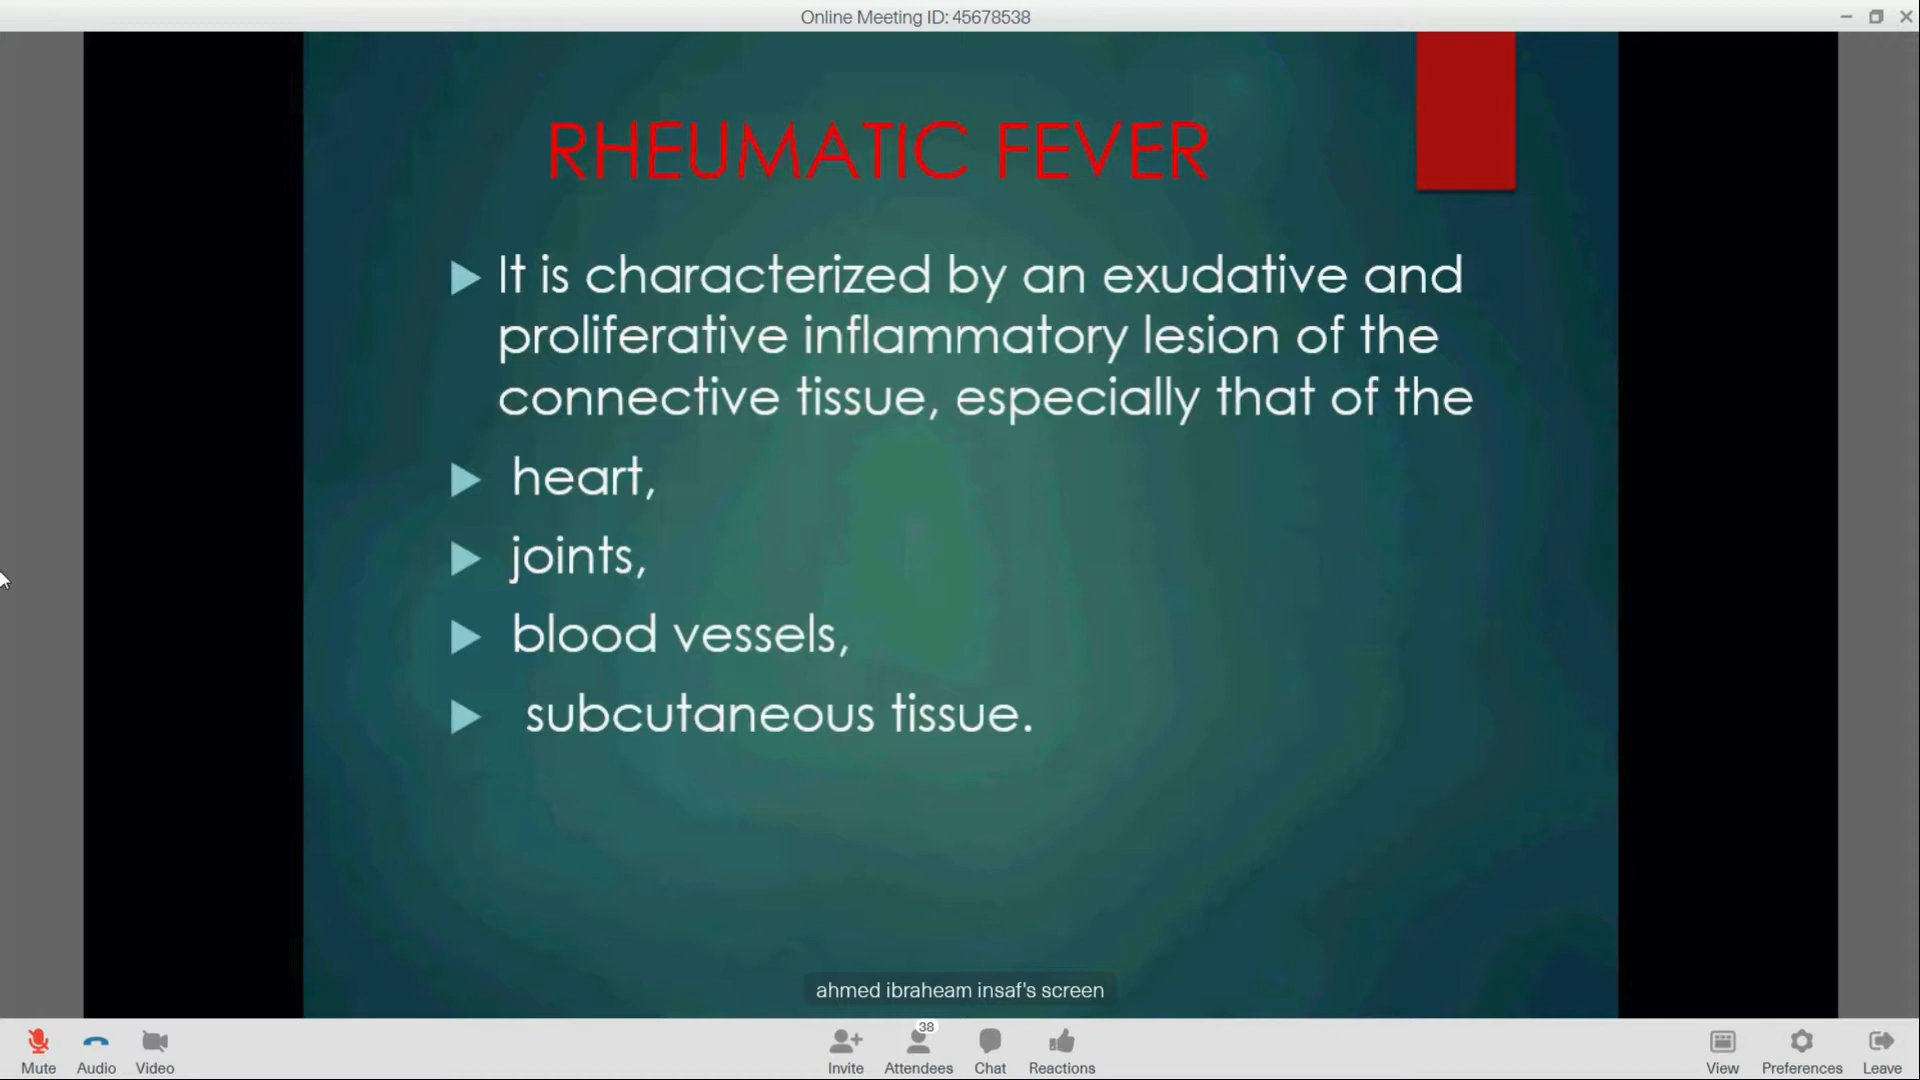 Online Meeting ID: 45678538
RHEUMATIC FEVER
It is characterized by an exudative and
proliferative inflammatory lesion of the
connective tissue, especially that of the
heart,
joints,
blood vessels,
subcutaneous tissue.
ahmed ibraheam insaf's screen
38
Mute Audio Video Invite Attendees Chat Reactions View Preferences Leave